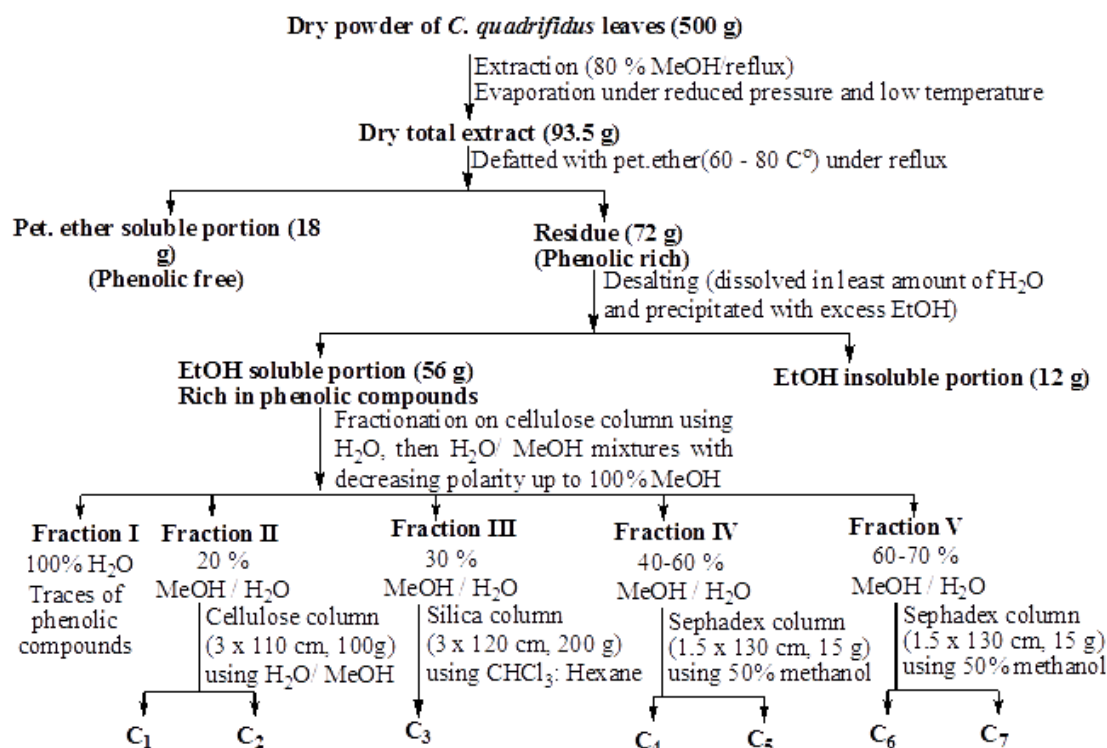 Dry powder of C. quadrifidus leaves (500 g)
Extraction (80 % MeOH/reflux)
Evaporation under reduced pressure and low temperature
Dry total extract (93.5 g)
Defatted with pet.ether(60 - 80 C°) under reflux
Pet. ether soluble portion (18
g)
(Phenolic free)
Residue (72 g)
(Phenolic rich)
Desalting (dissolved in least amount of H₂O
and precipitated with excess EtOH)
EtOH soluble portion (56 g)
Rich in phenolic compounds
EtOH insoluble portion (12 g)
Fractionation on cellulose column using
H₂O, then H₂O/ MeOH mixtures with
decreasing polarity up to 100% MeOH
Fraction I
100% H₂O
Traces of
phenolic
compounds
Fraction II
20 %
MeOH / H₂O
Cellulose column
(3 x 110 cm, 100g)
using H₂O/ MeOH
C₁
C₂
Fraction III
30 %
MeOH / H₂O
Silica column
(3 x 120 cm, 200 g)
using CHCl₃: Hexane
C₃
Fraction IV
40-60 %
MeOH / H₂O
Sephadex column
(1.5 x 130 cm, 15 g)
using 50% methanol
C₄
C₅
Fraction V
60-70 %
MeOH / H₂O
Sephadex column
(1.5 x 130 cm, 15 g)
using 50% methanol
C₆
C₇